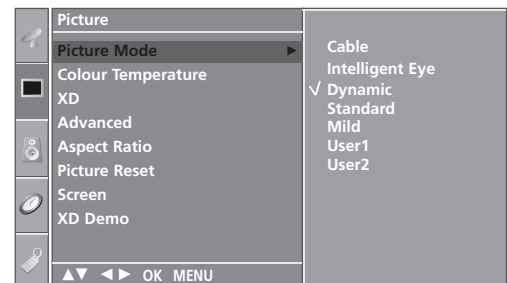 Picture
Picture Mode ►
Colour Temperature
XD
Advanced
Aspect Ratio
Picture Reset
Screen
XD Demo
▲▼ ◄► OK MENU
Cable
Intelligent Eye
√ Dynamic
Standard
Mild
User1
User2